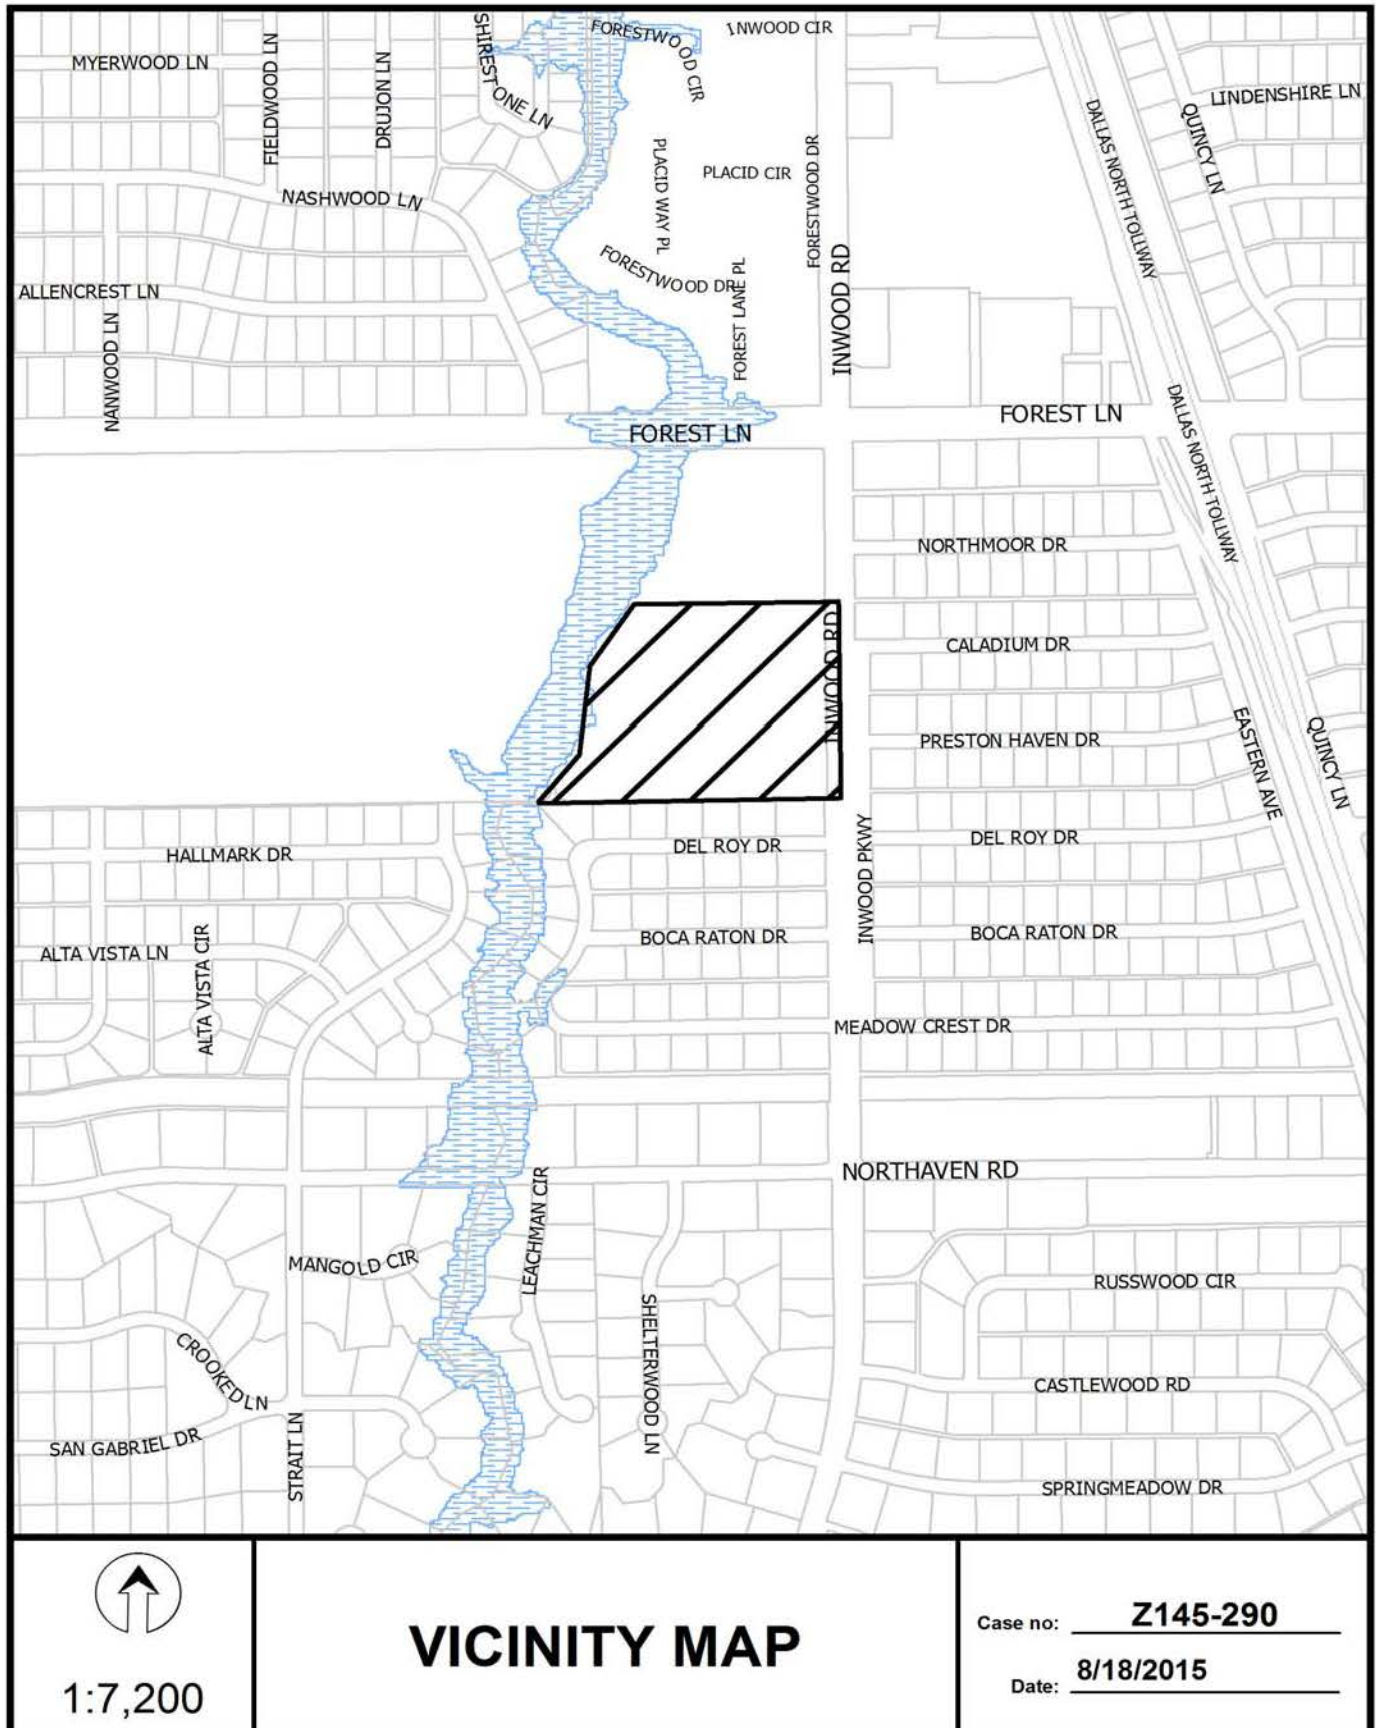 SHIRESTONE LN
FORESTWOOD CIR
INWOOD CIR
MYERWOOD LN
FIELDWOOD LN
DRUJON LN
LINDENSHIRE LN
QUINCY LN
DALLAS NORTH TOLLWAY
PLACID WAY PL
PLACID CIR
FORESTWOOD DR
NASHWOOD LN
FORESTWOOD DR
FOREST LANE PL
INWOOD RD
ALLENCREST LN
NANWOOD LN
FOREST LN
FOREST LN
DALLAS NORTH TOLLWAY
NORTHMOOR DR
INWOOD RD
CALADIUM DR
PRESTON HAVEN DR
EASTERN AVE
QUINCY LN
HALLMARK DR
DEL ROY DR
INWOOD PKWY
DEL ROY DR
ALTA VISTA LN
ALTA VISTA CIR
BOCA RATON DR
BOCA RATON DR
MEADOW CREST DR
NORTHAVEN RD
LEACHMAN CIR
MANGOLD CIR
RUSSWOOD CIR
SHELTERWOOD LN
CROOKED LN
CASTLEWOOD RD
SAN GABRIEL DR
STRAIT LN
SPRINGMEADOW DR
1:7,200
VICINITY MAP
Case no: Z145-290
Date: 8/18/2015